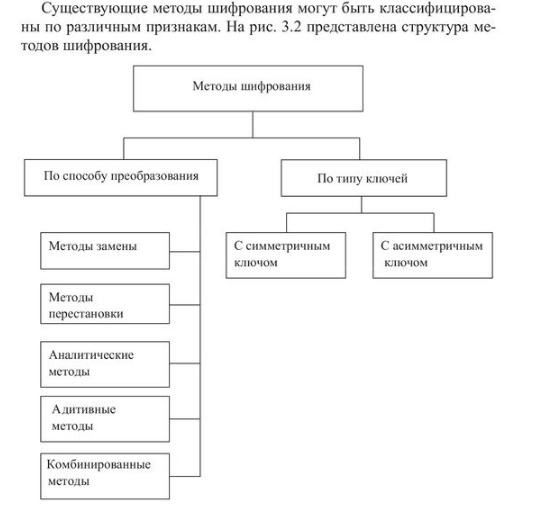 Существующие методы шифрования могут быть классифицирова-
ны по различным признакам. На рис. 3.2 представлена структура ме-
тодов шифрования.
Методы шифрования
По способу преобразования
По типу ключей
Методы замены
С симметричным
ключом
С асимметричным
ключом
Методы
перестановки
Аналитические
методы
Адитивные
методы
Комбинированные
методы